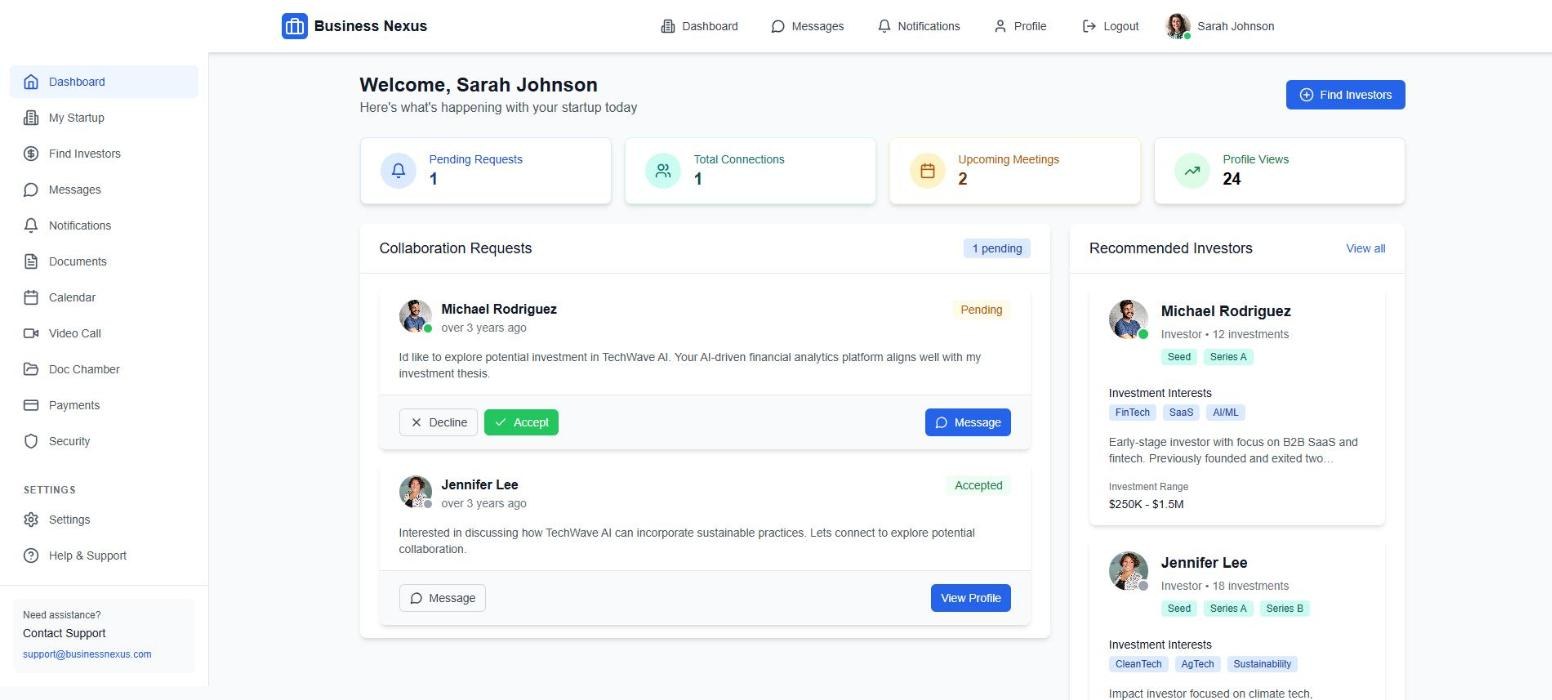 Business Nexus
Dashboard
Messages
Notifications
Profile
Logout
Sarah Johnson
Dashboard
My Startup
Find Investors
Messages
Notifications
Documents
Calendar
Video Call
Doc Chamber
Payments
Security
SETTINGS
Settings
Help & Support
Need assistance?
Contact Support
support@businessnexus.com
Welcome, Sarah Johnson
Here's what's happening with your startup today
Find Investors
Pending Requests
1
Total Connections
1
Upcoming Meetings
2
Profile Views
24
Collaboration Requests
1 pending
Michael Rodriguez
Pending
over 3 years ago
Id like to explore potential investment in TechWave AI. Your AI-driven financial analytics platform aligns well with my
investment thesis.
Decline
Accept
Message
Jennifer Lee
Accepted
over 3 years ago
Interested in discussing how TechWave AI can incorporate sustainable practices. Lets connect to explore potential
collaboration.
Message
View Profile
Recommended Investors
View all
Michael Rodriguez
Investor • 12 investments
Seed
Series A
Investment Interests
FinTech
SaaS
AI/ML
Early-stage investor with focus on B2B SaaS and
fintech. Previously founded and exited two…
Investment Range
$250K - $1.5M
Jennifer Lee
Investor • 18 investments
Seed
Series A
Series B
Investment Interests
CleanTech
AgTech
Sustainability
Impact investor focused on climate tech,